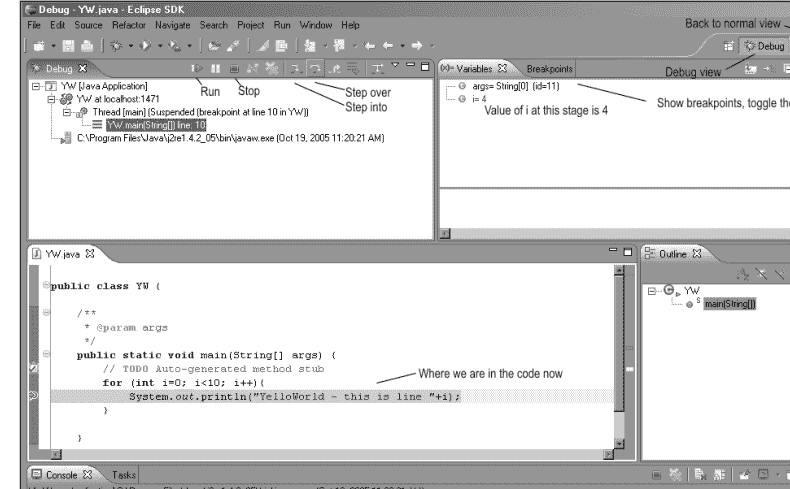 Debug - YW.java - Eclipse SDK
File Edit Source Refactor Navigate Search Project Run Window Help
Back to normal view
Debug
Debug
Variables Breakpoints
Debug view
YW [Java Application]
Run Stop
Step over
Step into
YW at localhost:1471
Thread [main] (Suspended (breakpoint at line 10 in YW))
YW.main(String[]) line: 10
C:\Program Files\Java\j2re1.4.2_05\bin\javaw.exe (Oct 19, 2005 11:20:21 AM)
args= String[0] (id=11)
i= 4
Value of i at this stage is 4
Show breakpoints, toggle the
YW.java
public class YW {
/**
* @param args
*/
public static void main(String[] args) {
// TODO Auto-generated method stub
for (int i=0; i<10; i++){
System.out.println("YelloWorld - this is line "+i);
}
}
Where we are in the code now
Outline
YW
main(String[])
Console Tasks